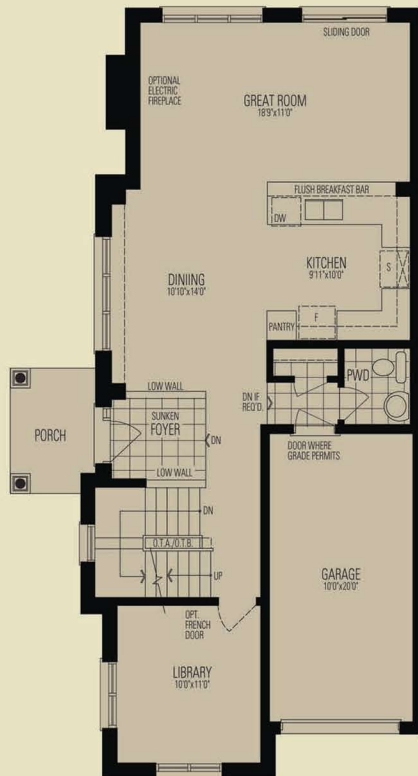 SLIDING DOOR
OPTIONAL
ELECTRIC
FIREPLACE
GREAT ROOM
18'9"x11'0"
FLUSH BREAKFAST BAR
DW
KITCHEN
9'11"x10'0"
S
DINIING
10'10"x14'0"
F
PANTRY
LOW WALL
DN IF
REQ'D.
PWD
SUNKEN
FOYER
PORCH
DN
DOOR WHERE
GRADE PERMITS
LOW WALL
DN
O.T.A./O.T.B.
UP
GARAGE
10'0"x20'0"
OPT.
FRENCH
DOOR
LIBRARY
10'0"x11'0"